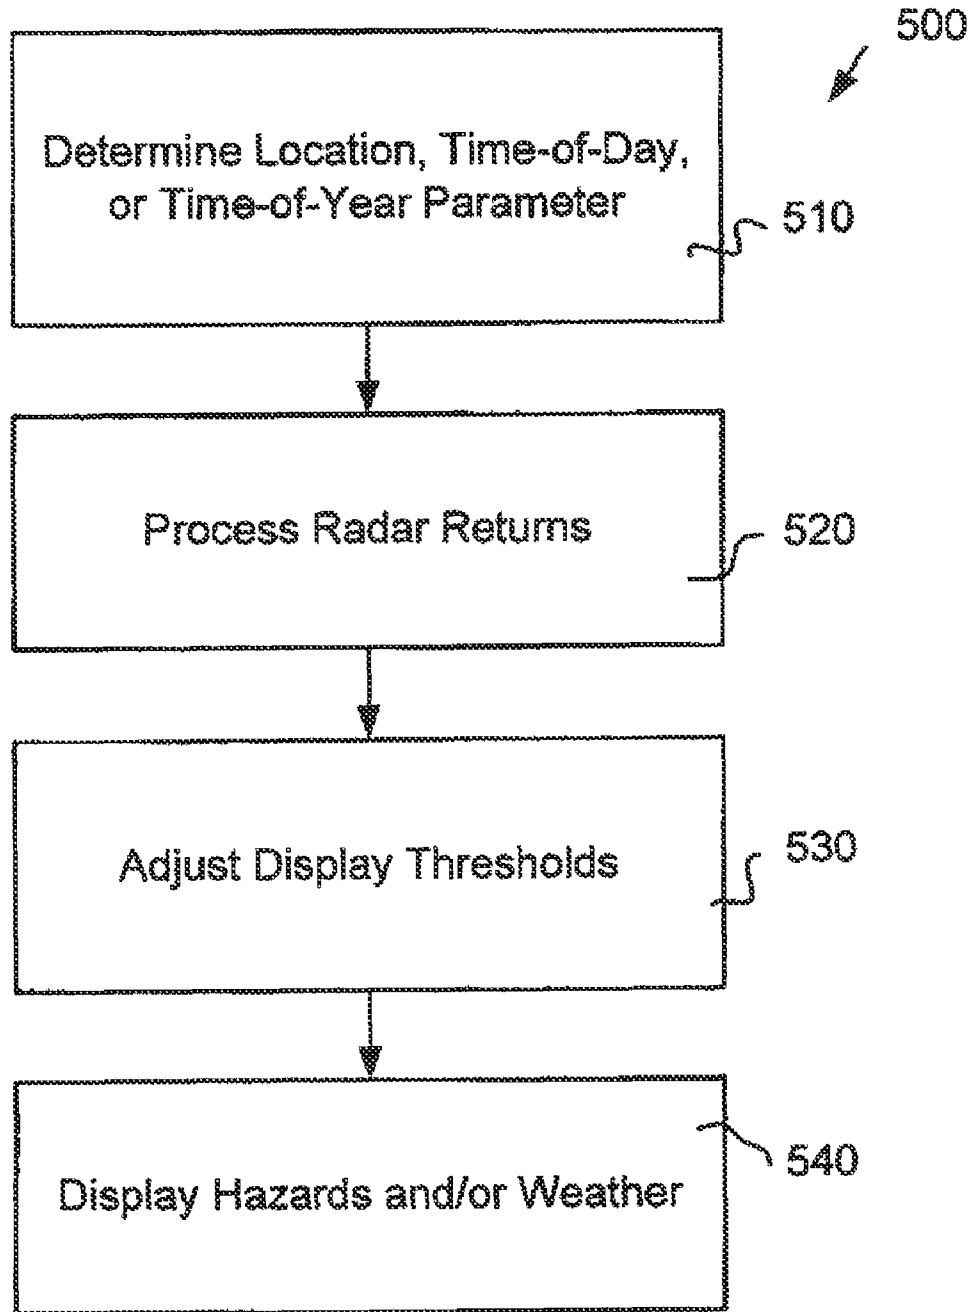 500
Determine Location, Time-of-Day,
or Time-of-Year Parameter
510
Process Radar Returns
520
Adjust Display Thresholds
530
Display Hazards and/or Weather
540